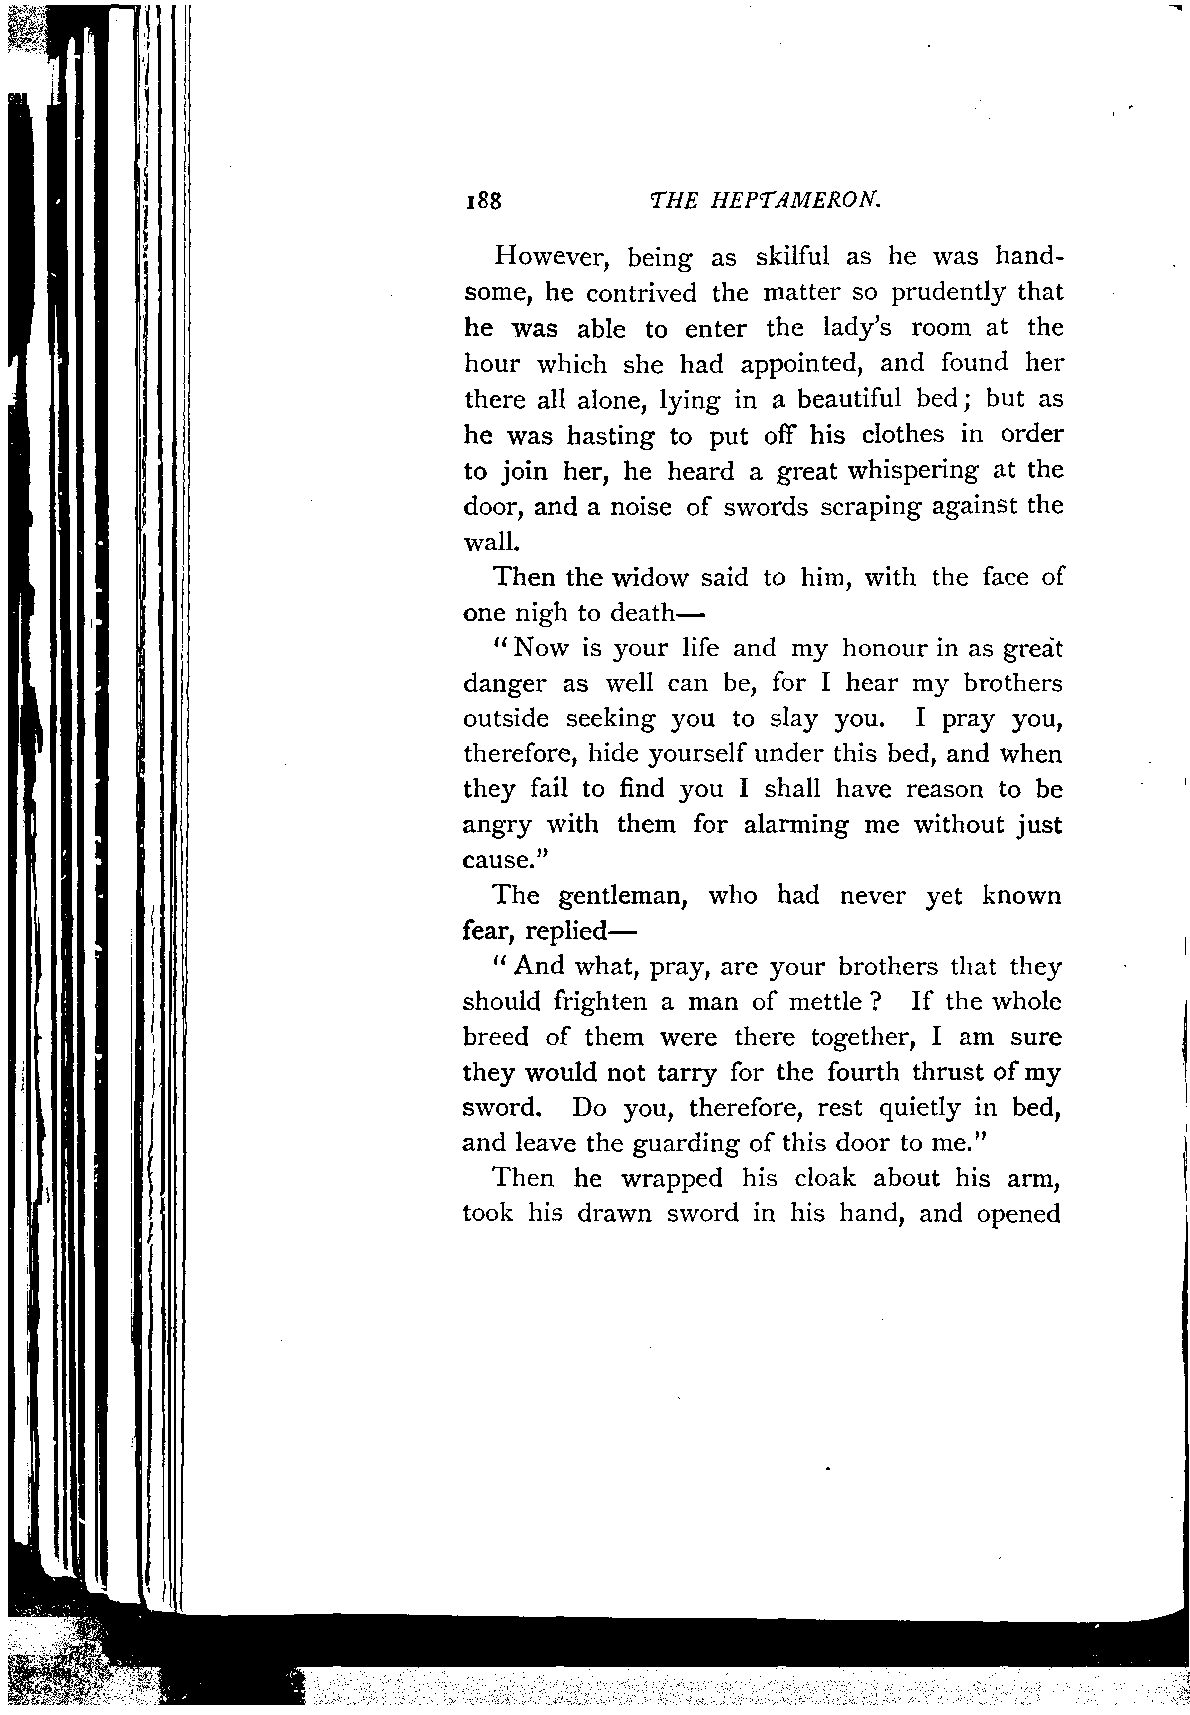 188 THE HEPTAMERON.
However, being as skilful as he was hand-
some, he contrived the matter so prudently that
he was able to enter the lady's room at the
hour which she had appointed, and found her
there all alone, lying in a beautiful bed; but as
he was hasting to put off his clothes in order
to join her, he heard a great whispering at the
door, and a noise of swords scraping against the
wall.
Then the widow said to him, with the face of
one nigh to death—
"Now is your life and my honour in as great
danger as well can be, for I hear my brothers
outside seeking you to slay you. I pray you,
therefore, hide yourself under this bed, and when
they fail to find you I shall have reason to be
angry with them for alarming me without just
cause."
The gentleman, who had never yet known
fear, replied—
"And what, pray, are your brothers that they
should frighten a man of mettle? If the whole
breed of them were there together, I am sure
they would not tarry for the fourth thrust of my
sword. Do you, therefore, rest quietly in bed,
and leave the guarding of this door to me."
Then he wrapped his cloak about his arm,
took his drawn sword in his hand, and opened